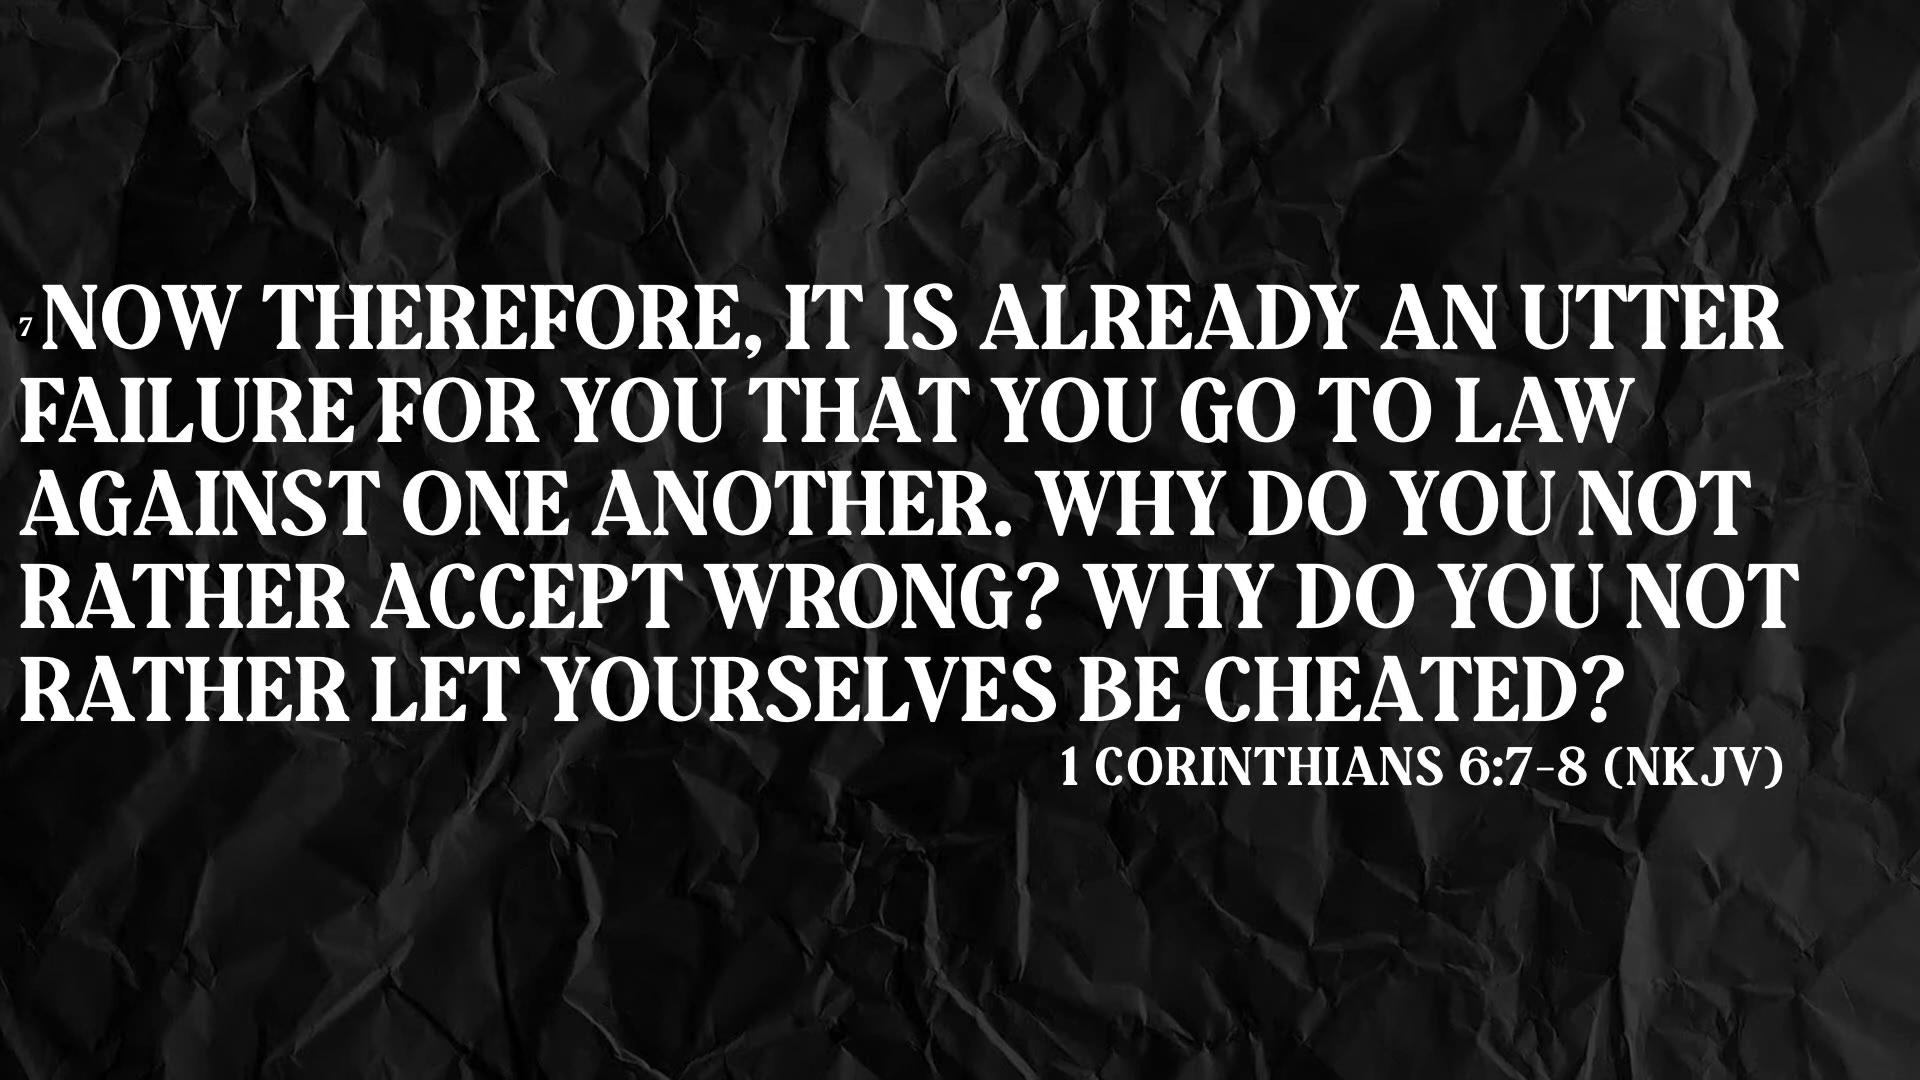 7 NOW THEREFORE, IT IS ALREADY AN UTTER
FAILURE FOR YOU THAT YOU GO TO LAW
AGAINST ONE ANOTHER. WHY DO YOU NOT
RATHER ACCEPT WRONG? WHY DO YOU NOT
RATHER LET YOURSELVES BE CHEATED?
1 CORINTHIANS 6:7-8 (NKJV)